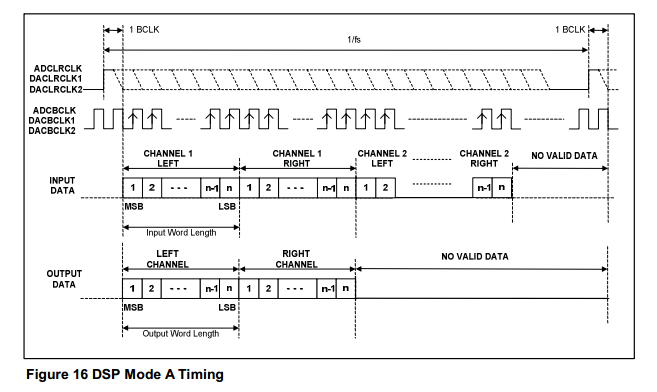 1 BCLK
1 BCLK
1/fs
ADCLRCLK
DACLRCLK1
DACLRCLK2
ADCBCLK
DACBCLK1
DACBCLK2
CHANNEL 1 LEFT
CHANNEL 1 RIGHT
CHANNEL 2 LEFT
CHANNEL 2 RIGHT
NO VALID DATA
INPUT DATA
1 2 - - - n-1 n 1 2 - - - n-1 n 1 2 n-1 n
MSB LSB
Input Word Length
LEFT CHANNEL
RIGHT CHANNEL
NO VALID DATA
OUTPUT DATA
1 2 - - - n-1 n 1 2 - - - n-1 n
MSB LSB
Output Word Length
Figure 16 DSP Mode A Timing